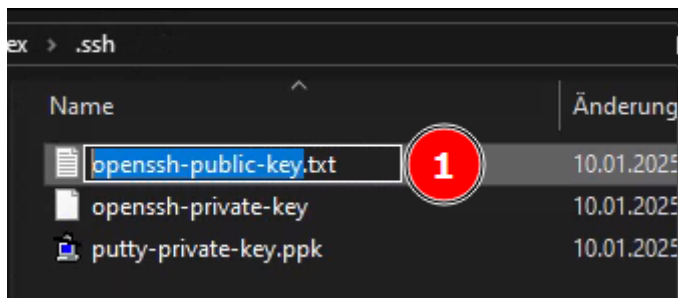 ex > .ssh
Name Änderung
openssh-public-key.txt 1 10.01.2025
openssh-private-key 10.01.2025
putty-private-key.ppk 10.01.2025